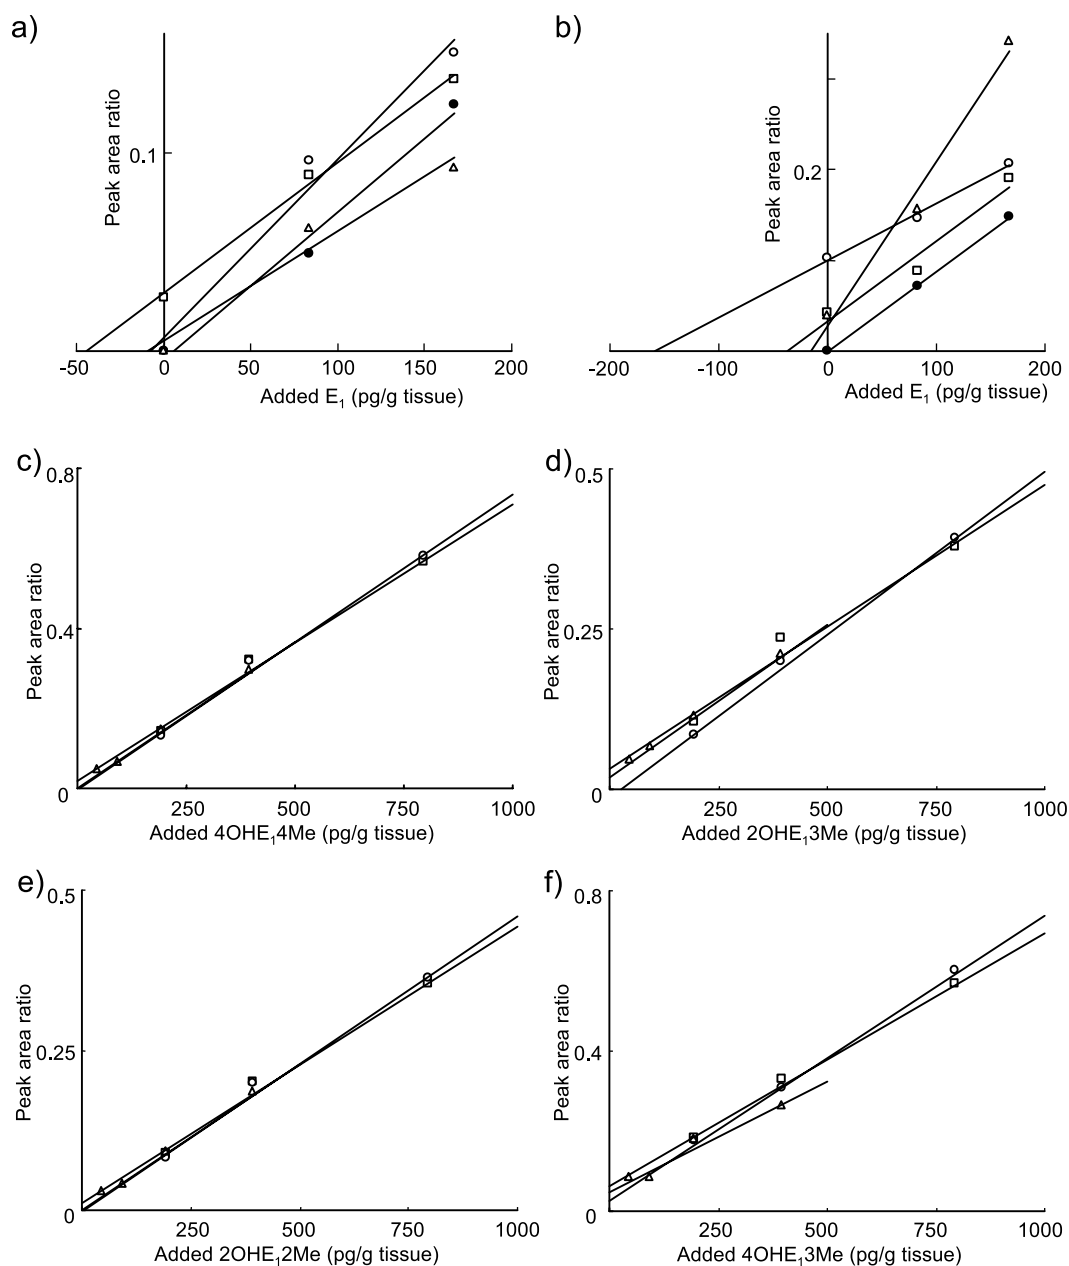 a)
Peak area ratio
0.1
-50
0
50
100
150
200
Added E₁ (pg/g tissue)
b)
Peak area ratio
0.2
-200
-100
0
100
200
Added E₁ (pg/g tissue)
c)
0.8
Peak area ratio
0.4
0
250
500
750
1000
Added 4OHE₁4Me (pg/g tissue)
d)
0.5
Peak area ratio
0.25
0
250
500
750
1000
Added 2OHE₁3Me (pg/g tissue)
e)
0.5
Peak area ratio
0.25
0
250
500
750
1000
Added 2OHE₁2Me (pg/g tissue)
f)
0.8
Peak area ratio
0.4
0
250
500
750
1000
Added 4OHE₁3Me (pg/g tissue)